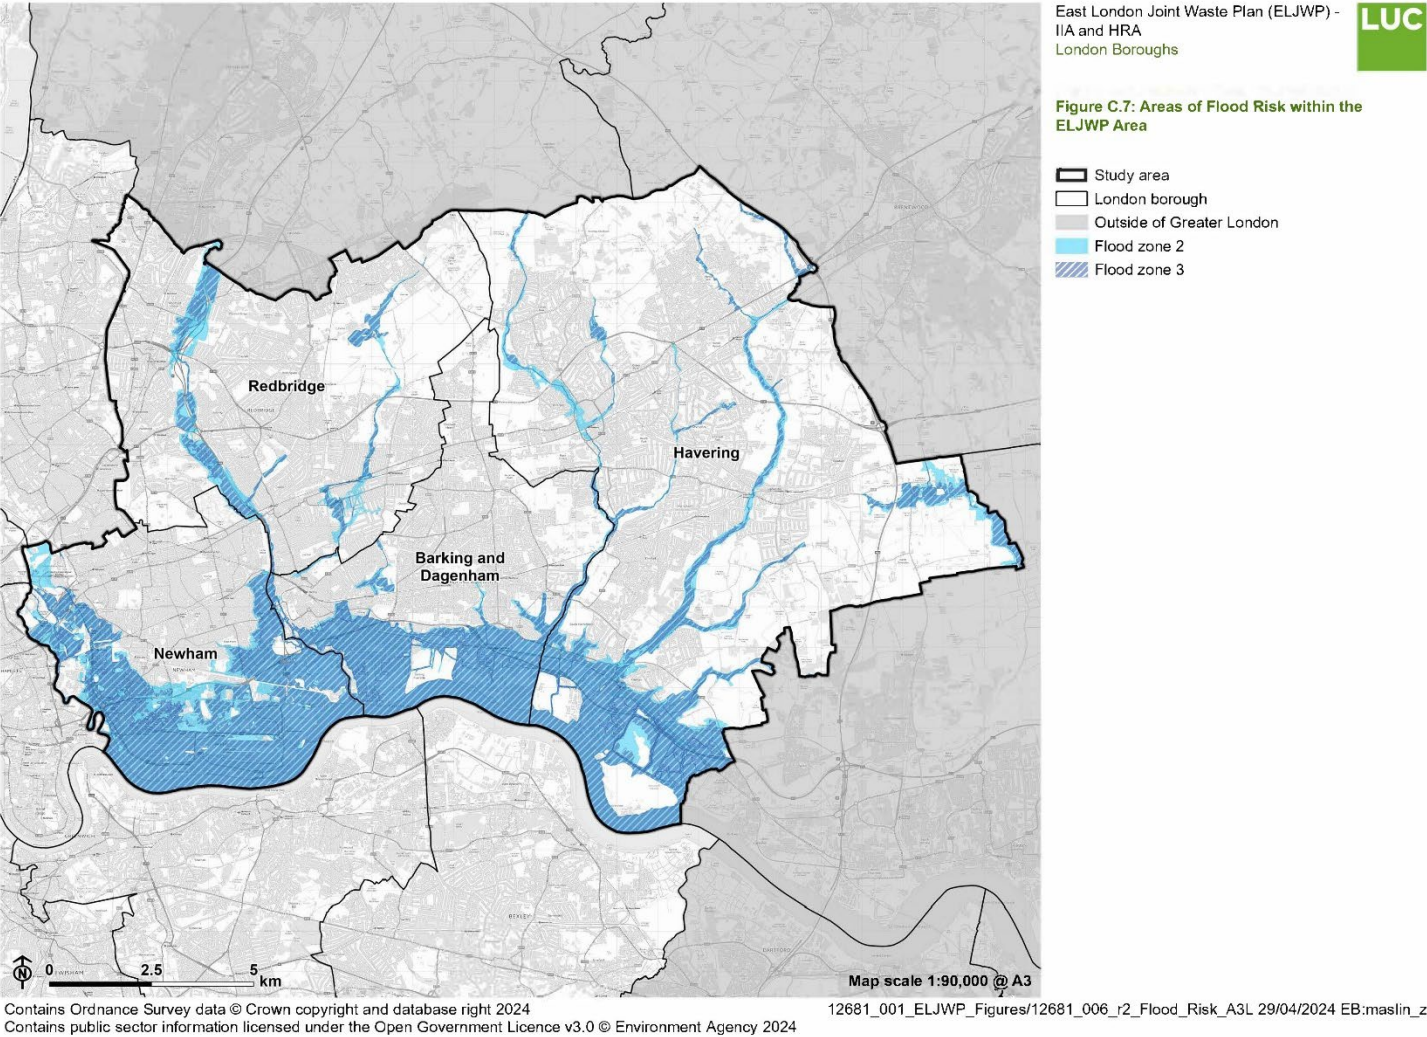 East London Joint Waste Plan (ELJWP) -
IIA and HRA
London Boroughs
LUC
Figure C.7: Areas of Flood Risk within the
ELJWP Area
Study area
London borough
Outside of Greater London
Flood zone 2
Flood zone 3
Redbridge
Havering
Barking and
Dagenham
Newham
NEWHAM
BEXLEY
DARTFORD
N
0 2.5 5
km
Map scale 1:90,000 @ A3
Contains Ordnance Survey data © Crown copyright and database right 2024
Contains public sector information licensed under the Open Government Licence v3.0 © Environment Agency 2024
12681_001_ELJWP_Figures/12681_006_r2_Flood_Risk_A3L 29/04/2024 EB:maslin_z